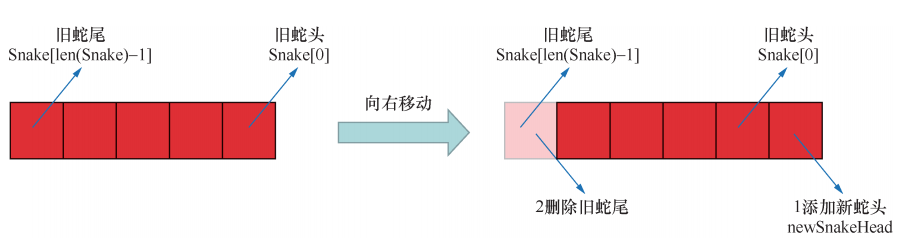 旧蛇尾
Snake[len(Snake)−1]
旧蛇头
Snake[0]
向右移动
旧蛇尾
Snake[len(Snake)−1]
旧蛇头
Snake[0]
2删除旧蛇尾
1添加新蛇头
newSnakeHead